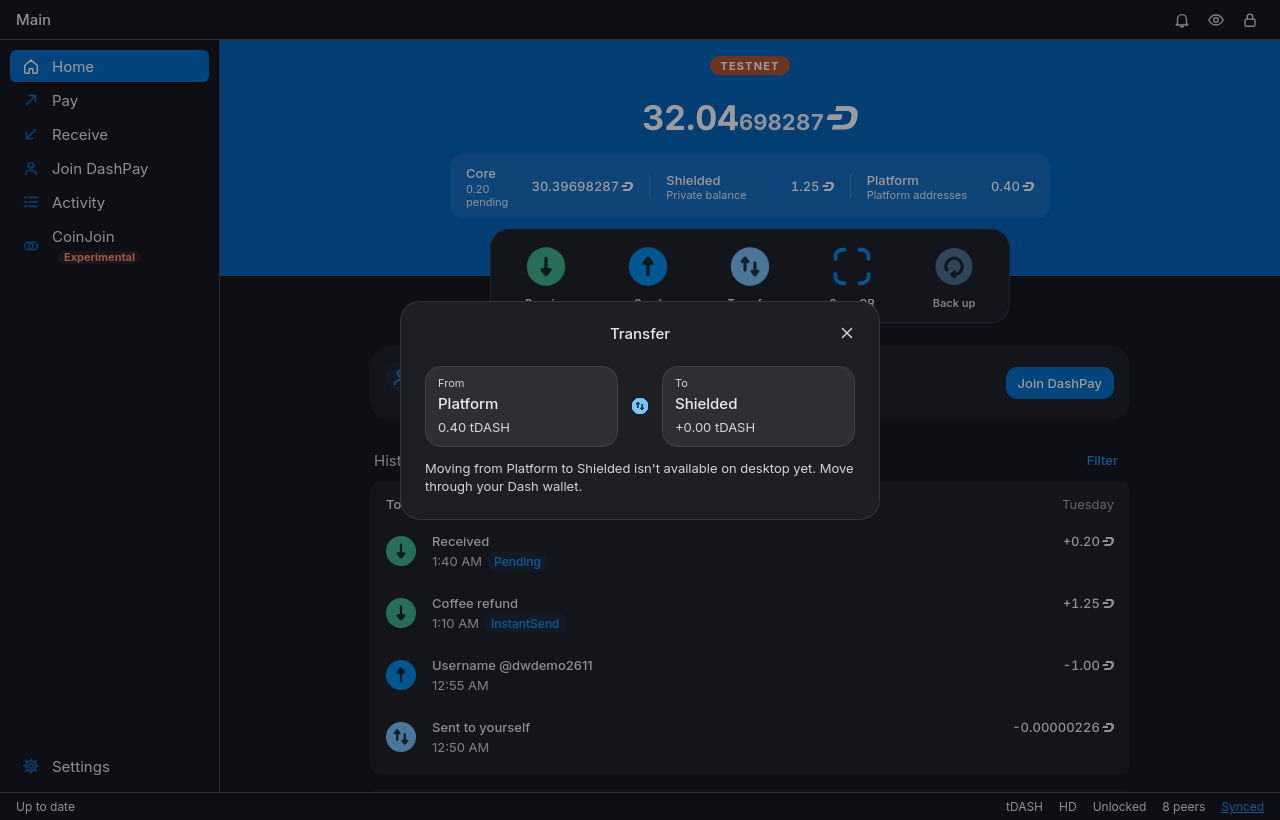 Main
Home
Pay
Receive
Join DashPay
Activity
CoinJoin
Experimental
Settings
TESTNET
32.04698287
Core
0.20
pending
30.39698287
Shielded
Private balance
1.25
Platform
Platform addresses
0.40
Back up
Transfer
From
Platform
0.40 tDASH
To
Shielded
+0.00 tDASH
Moving from Platform to Shielded isn't available on desktop yet. Move
through your Dash wallet.
Join DashPay
Filter
Tuesday
Received
1:40 AM Pending
+0.20
Coffee refund
1:10 AM InstantSend
+1.25
Username @dwdemo2611
12:55 AM
-1.00
Sent to yourself
12:50 AM
-0.00000226
Up to date
tDASH HD Unlocked 8 peers Synced